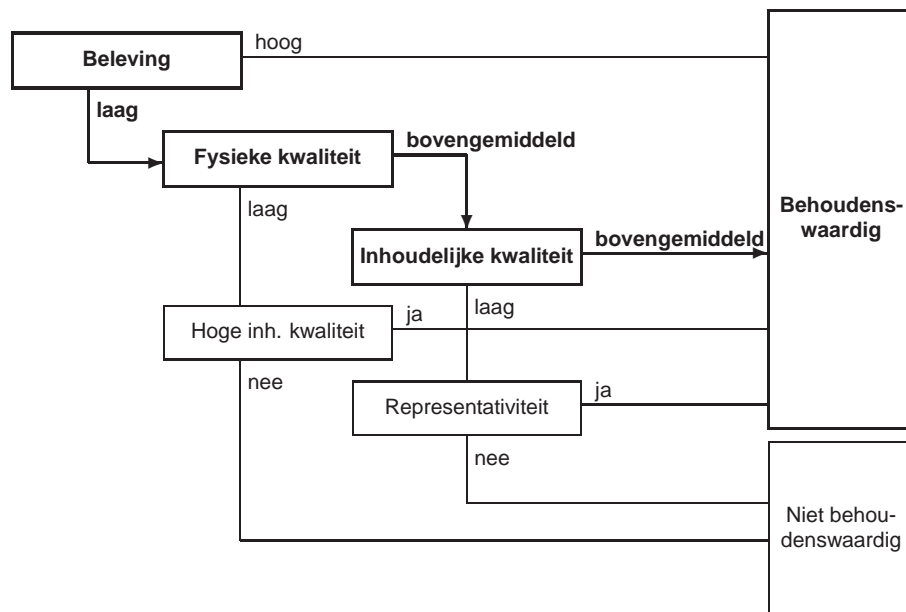 hoog
Beleving
laag
bovengemiddeld
Fysieke kwaliteit
laag
Behoudens-
waardig
bovengemiddeld
Inhoudelijke kwaliteit
laag
ja
Hoge inh. kwaliteit
nee
ja
Representativiteit
nee
Niet behou-
denswaardig